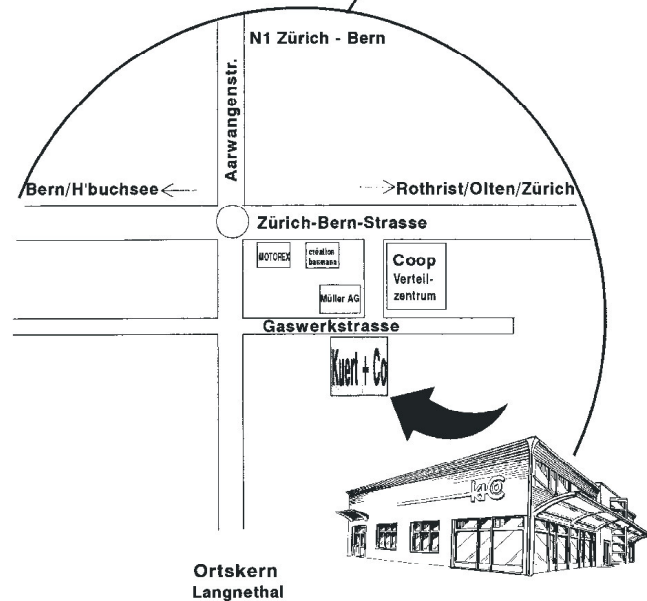 N1 Zürich - Bern
Aarwangenstr.
Bern/H'buchsee
Rothrist/Olten/Zürich
Zürich-Bern-Strasse
MOTOREX
création
baumann
Coop
Verteil-
zentrum
Müller AG
Gaswerkstrasse
Kuert + Co
k+co
Ortskern
Langnethal